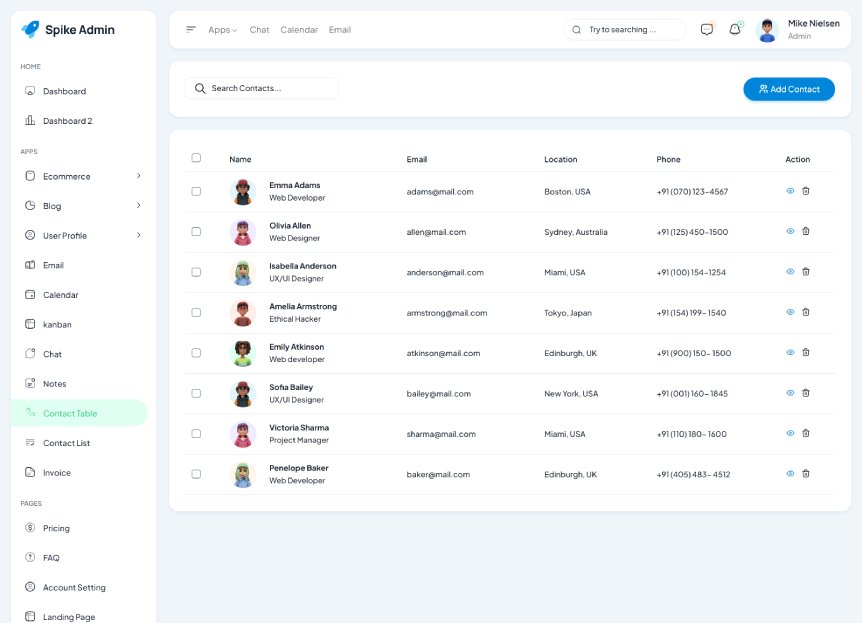 Spike Admin
Apps Chat Calendar Email
Try to searching ...
Mike Nielsen
Admin
HOME
Dashboard
Dashboard 2
APPS
Ecommerce
Blog
User Profile
Email
Calendar
kanban
Chat
Notes
Contact Table
Contact List
Invoice
PAGES
Pricing
FAQ
Account Setting
Landing Page
Search Contacts....
Add Contact
Name Email Location Phone Action
Emma Adams
Web Developer
adams@mail.com Boston, USA +91 (070) 123-4567
Olivia Allen
Web Designer
allen@mail.com Sydney, Australia +91 (125) 450-1500
Isabella Anderson
UX/UI Designer
anderson@mail.com Miami, USA +91 (100) 154-1254
Amelia Armstrong
Ethical Hacker
armstrong@mail.com Tokyo, Japan +91 (154) 199- 1540
Emily Atkinson
Web developer
atkinson@mail.com Edinburgh, UK +91 (900) 150- 1500
Sofia Bailey
UX/UI Designer
bailey@mail.com New York, USA +91 (001) 160- 1845
Victoria Sharma
Project Manager
sharma@mail.com Miami, USA +91 (110) 180- 1600
Penelope Baker
Web Developer
baker@mail.com Edinburgh, UK +91 (405) 483- 4512